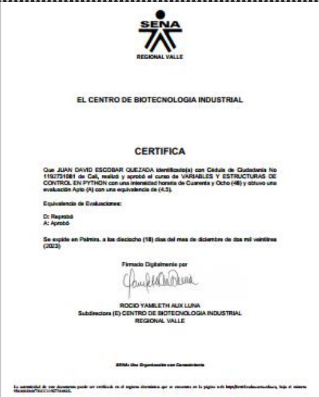 SENA
REGIONAL VALLE
EL CENTRO DE BIOTECNOLOGIA INDUSTRIAL
CERTIFICA
Que JUAN DAVID ESCOBAR QUEZADA identificado(a) con Cédula de Ciudadanía No
de Cali, realizó y aprobó el curso de VARIABLES Y ESTRUCTURAS DE
CONTROL EN PYTHON con una intensidad horaria de Cuarenta y Ocho (48) y obtuvo una
evaluación Apto (A) con una equivalencia de (4.5).
Equivalencia de Evaluaciones:
D: Reprobó
A: Aprobó
Se expide en Palmira, a los dieciocho (18) días del mes de diciembre de dos mil veintitres
(2023)
Firmado Digitalmente por
ROCIO YAMILETH AUX LUNA
Subdirectora (E) CENTRO DE BIOTECNOLOGIA INDUSTRIAL
REGIONAL VALLE
SENA: Una Organización con Conocimiento
La autenticidad de este documento puede ser verificada en el registro electrónico que se encuentra en la página web bajo el número